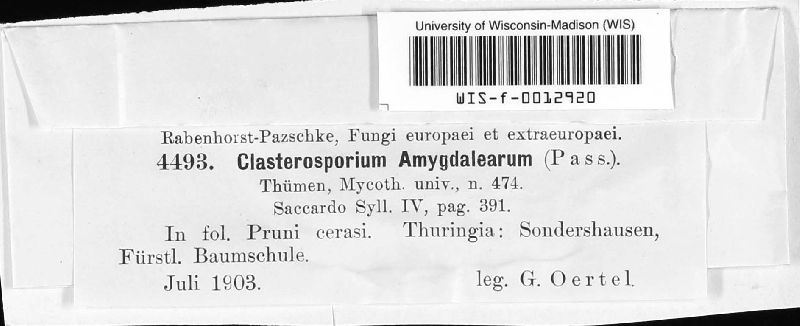 University of Wisconsin-Madison (WIS)
WIS-f-0012920
Rabenhorst-Pazschke, Fungi europaei et extraeuropaei.
4493. Clasterosporium Amygdalearum (Pass.).
Thümen, Mycoth. univ., n. 474.
Saccardo Syll. IV, pag. 391.
In fol. Pruni cerasi. Thuringia: Sondershausen,
Fürstl. Baumschule.
Juli 1903. leg. G. Oertel.